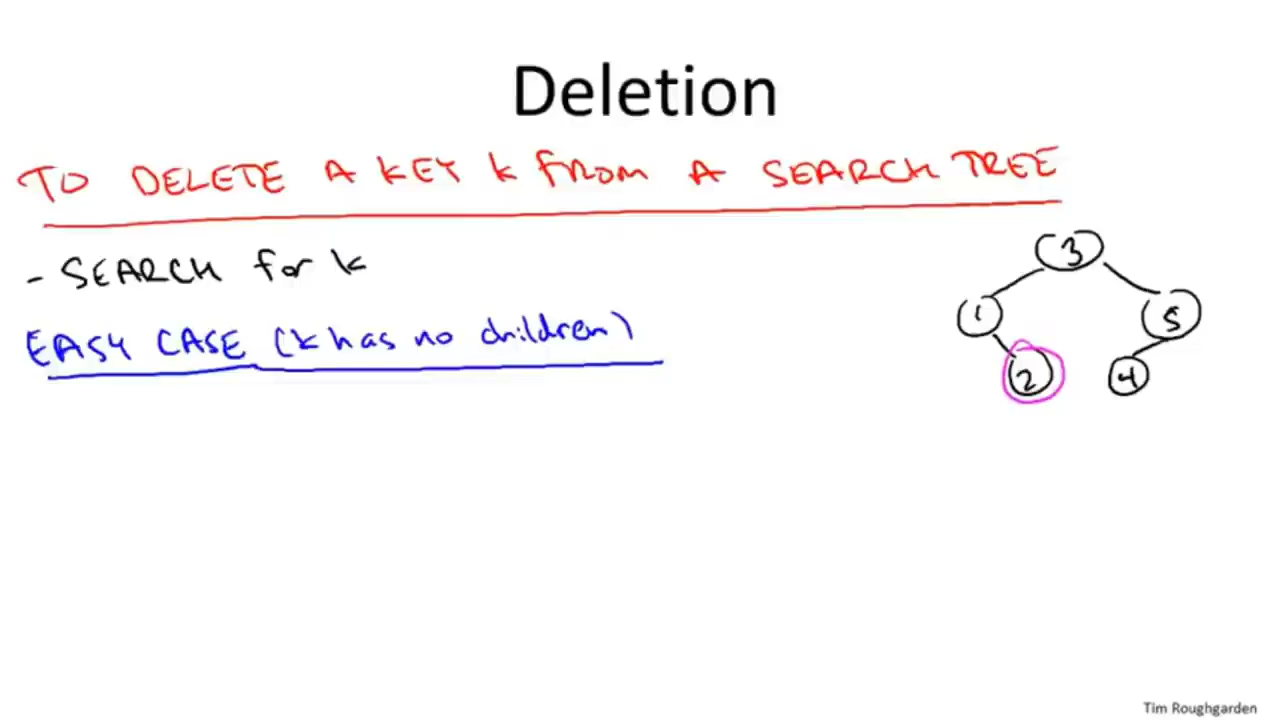 Deletion
TO DELETE A KEY k from A SEARCH TREE
- SEARCH for k
EASY CASE (k has no children)
3
1 5
2 4
Tim Roughgarden